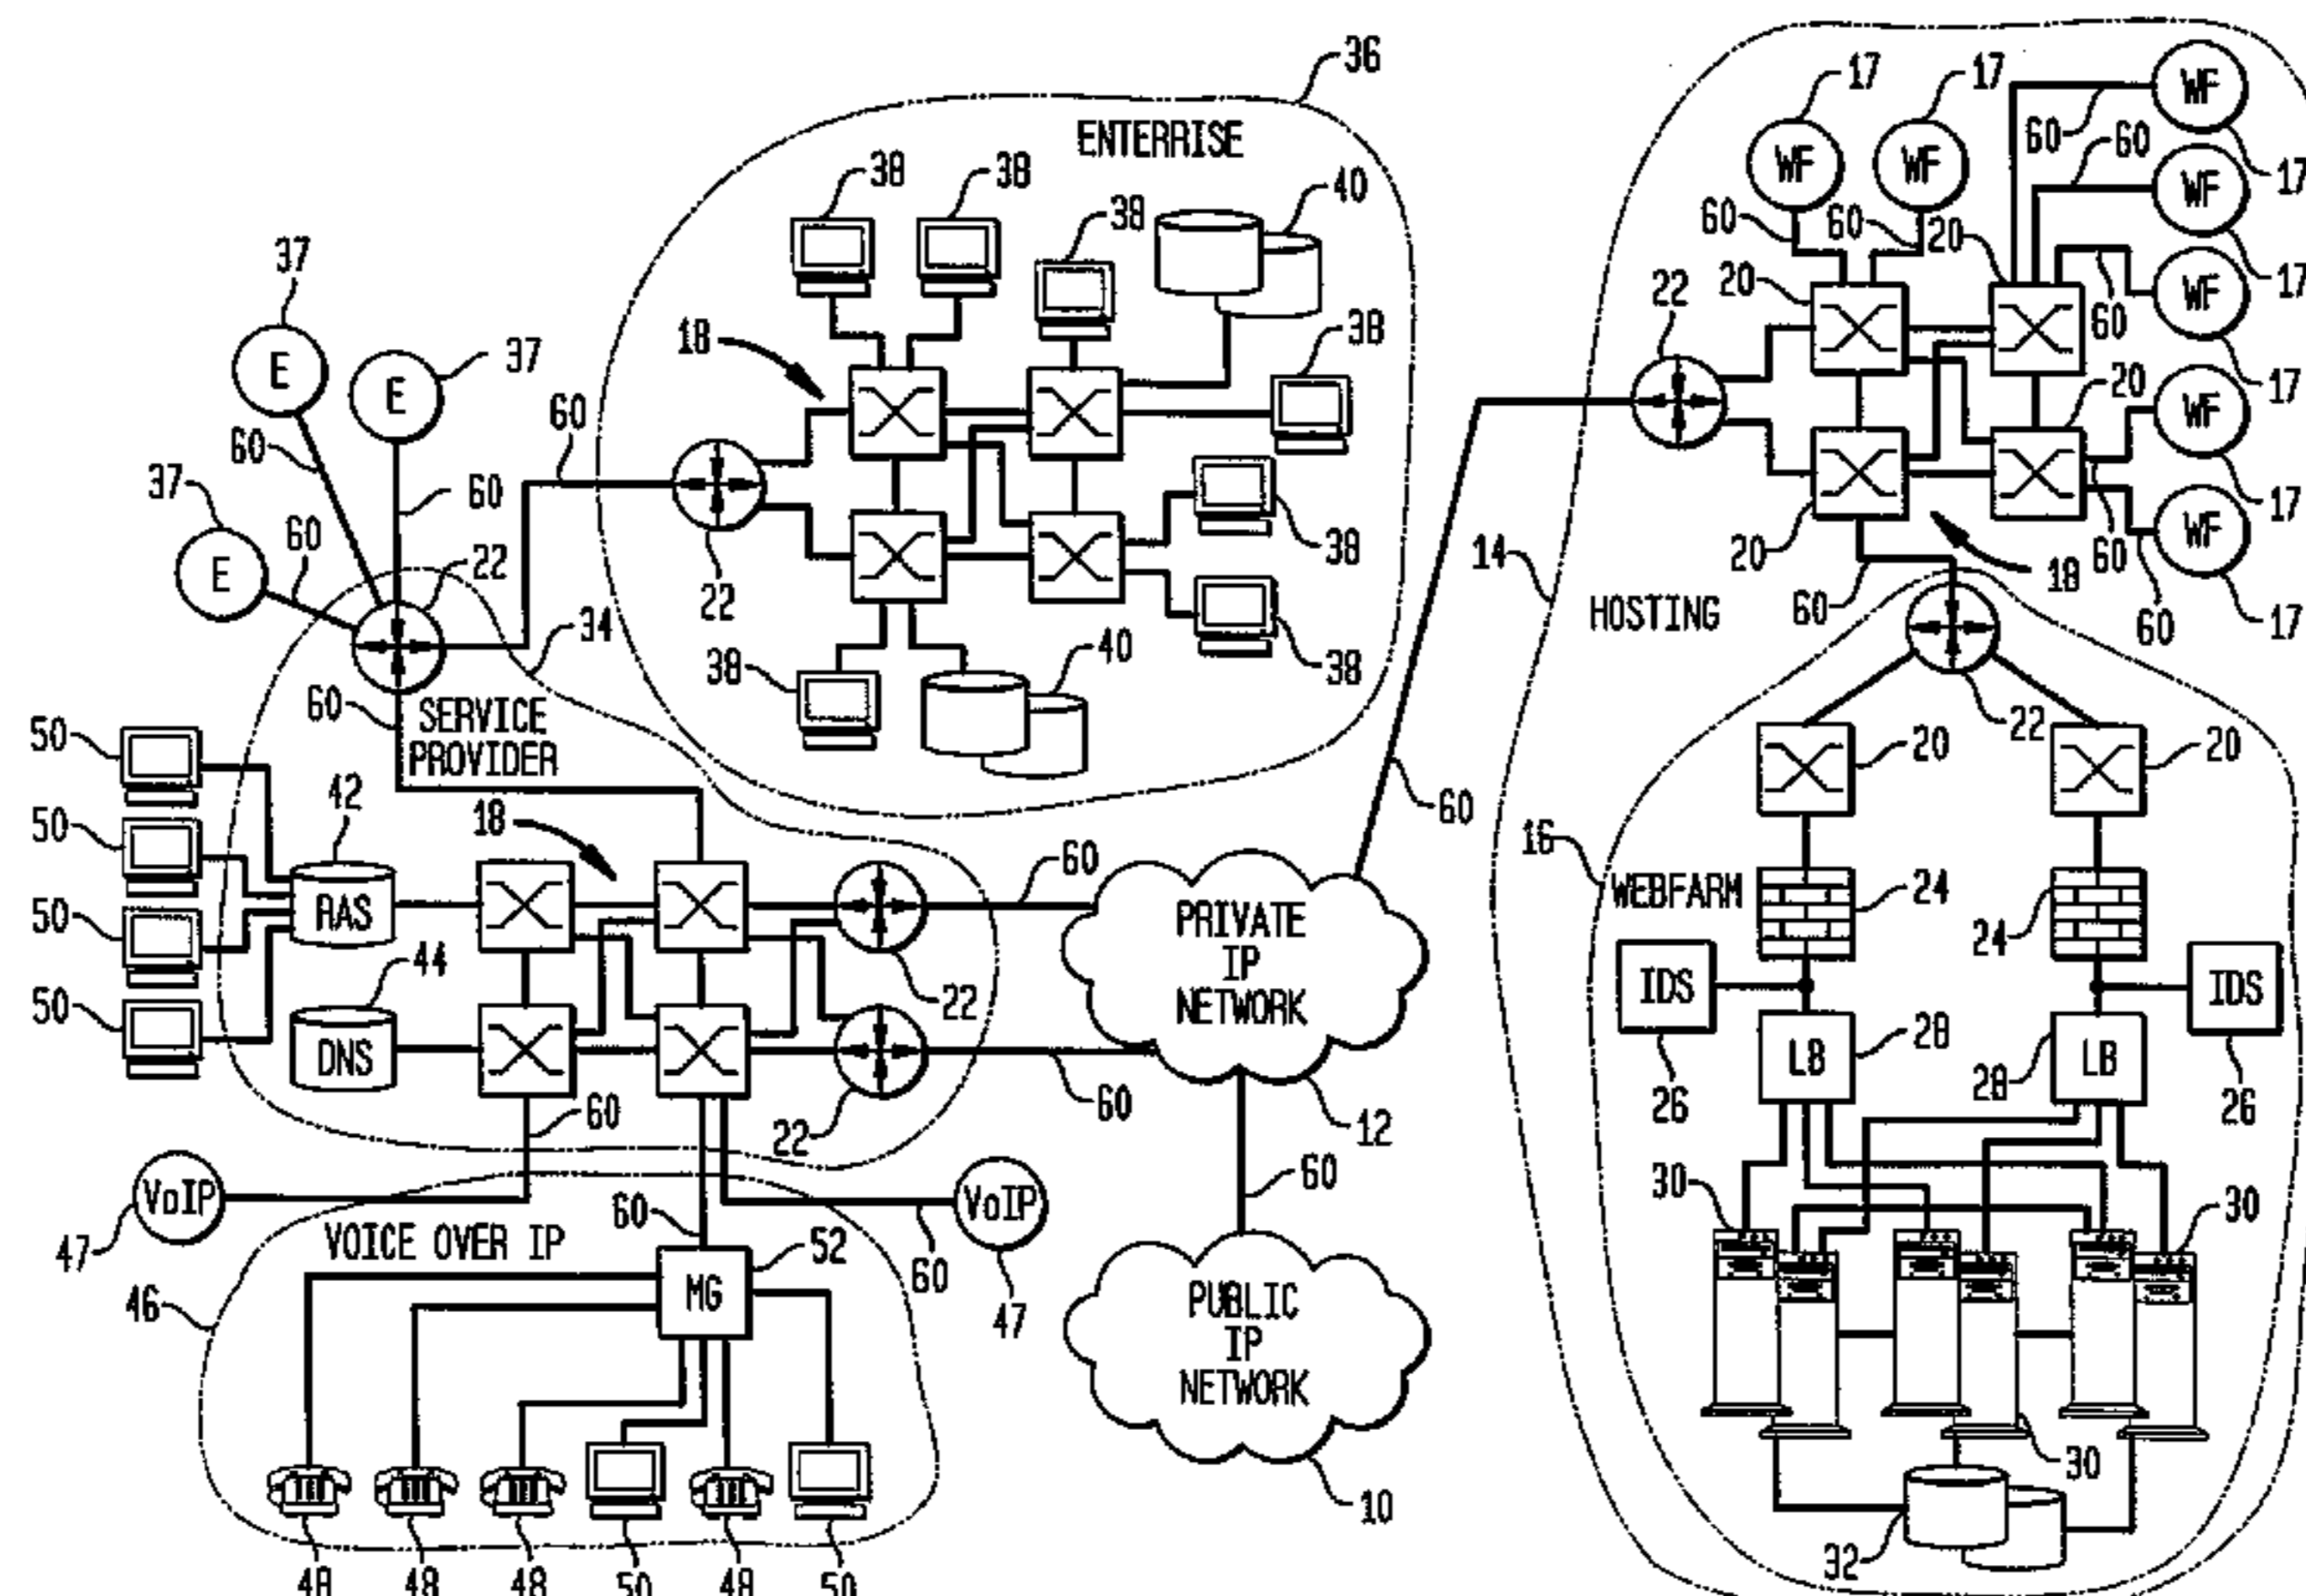 36
ENTERRISE
38
38
38
40
37
37
18
38
60
60
60
37
60
22
E
E
E
22
38
34
38
38
40
60
SERVICE
PROVIDER
50
50
50
50
42
18
RAS
44
DNS
60
22
22
60
60
PRIVATE
IP
NETWORK
12
60
60
VoIP
47
VOICE OVER IP
60
52
MG
60
VoIP
47
46
PUBLIC
IP
NETWORK
10
48
48
48
50
48
50
17
17
WF
WF
WF
60
60
17
WF
17
60
60
20
20
22
WF
60
17
20
WF
17
60
60
WF
60
17
20
18
14
HOSTING
60
22
20
20
16
WEBFARM
24
24
IDS
IDS
28
LB
28
LB
26
26
30
30
30
32